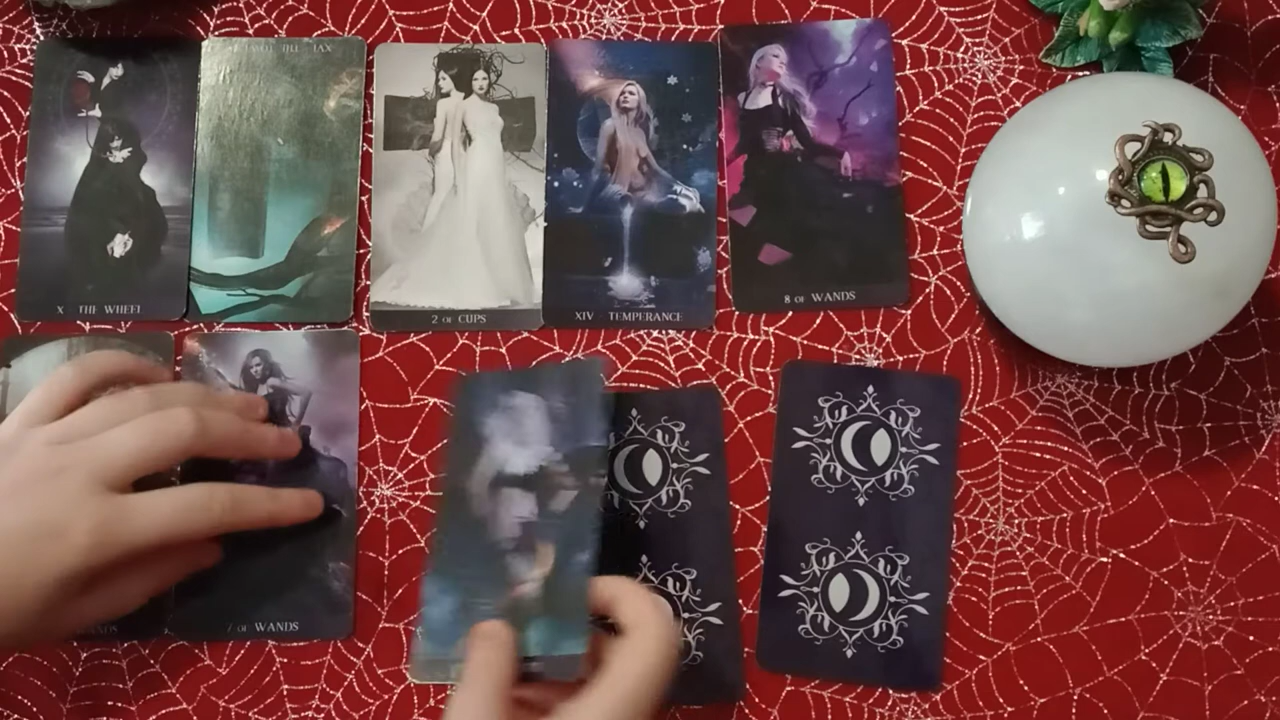 X THE WHEEL
2 OF CUPS
XIV - TEMPERANCE
8 OF WANDS
7 OF WANDS